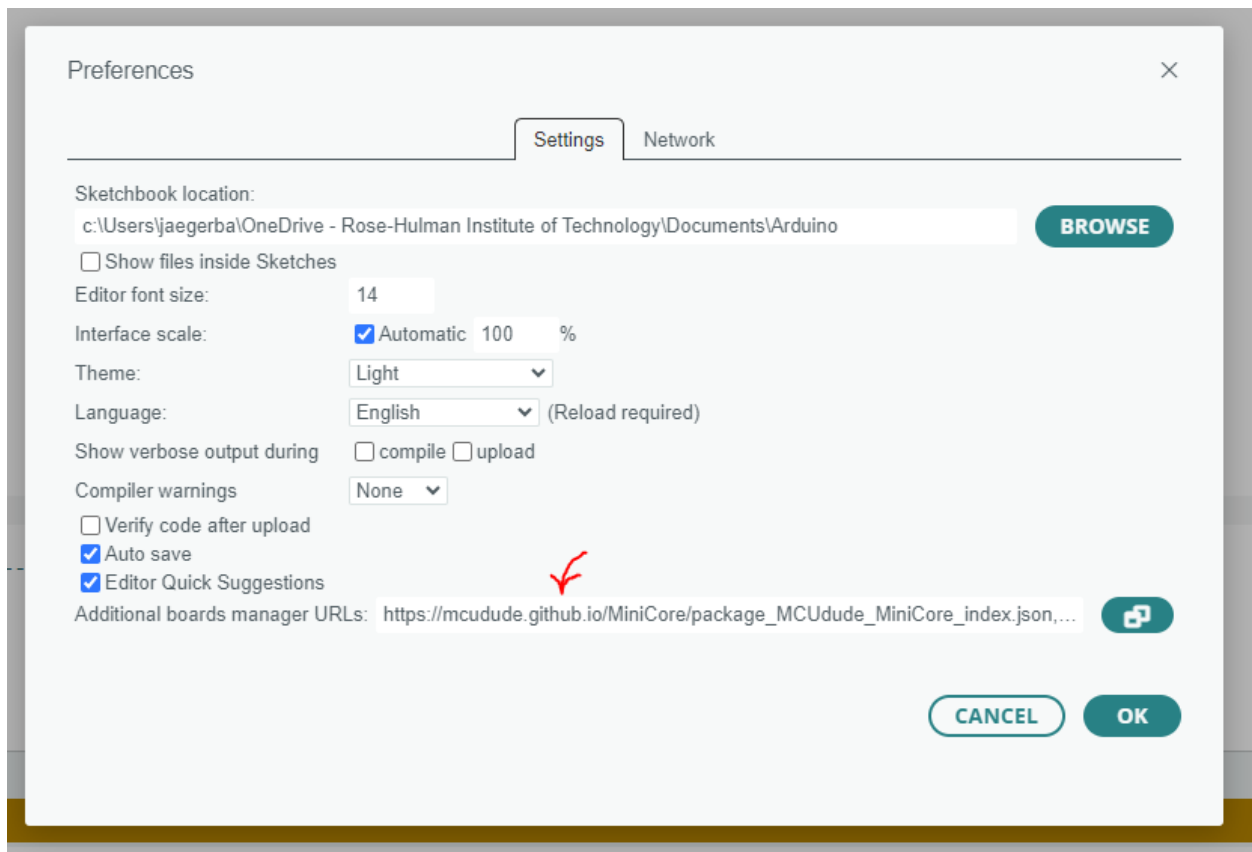 Preferences
Settings Network
Sketchbook location:
c:\Users\jaegerba\OneDrive - Rose-Hulman Institute of Technology\Documents\Arduino BROWSE
Show files inside Sketches
Editor font size: 14
Interface scale: Automatic 100 %
Theme: Light
Language: English (Reload required)
Show verbose output during compile upload
Compiler warnings None
Verify code after upload
Auto save
Editor Quick Suggestions
Additional boards manager URLs: https://mcudude.github.io/MiniCore/package_MCUdude_MiniCore_index.json,...
CANCEL OK